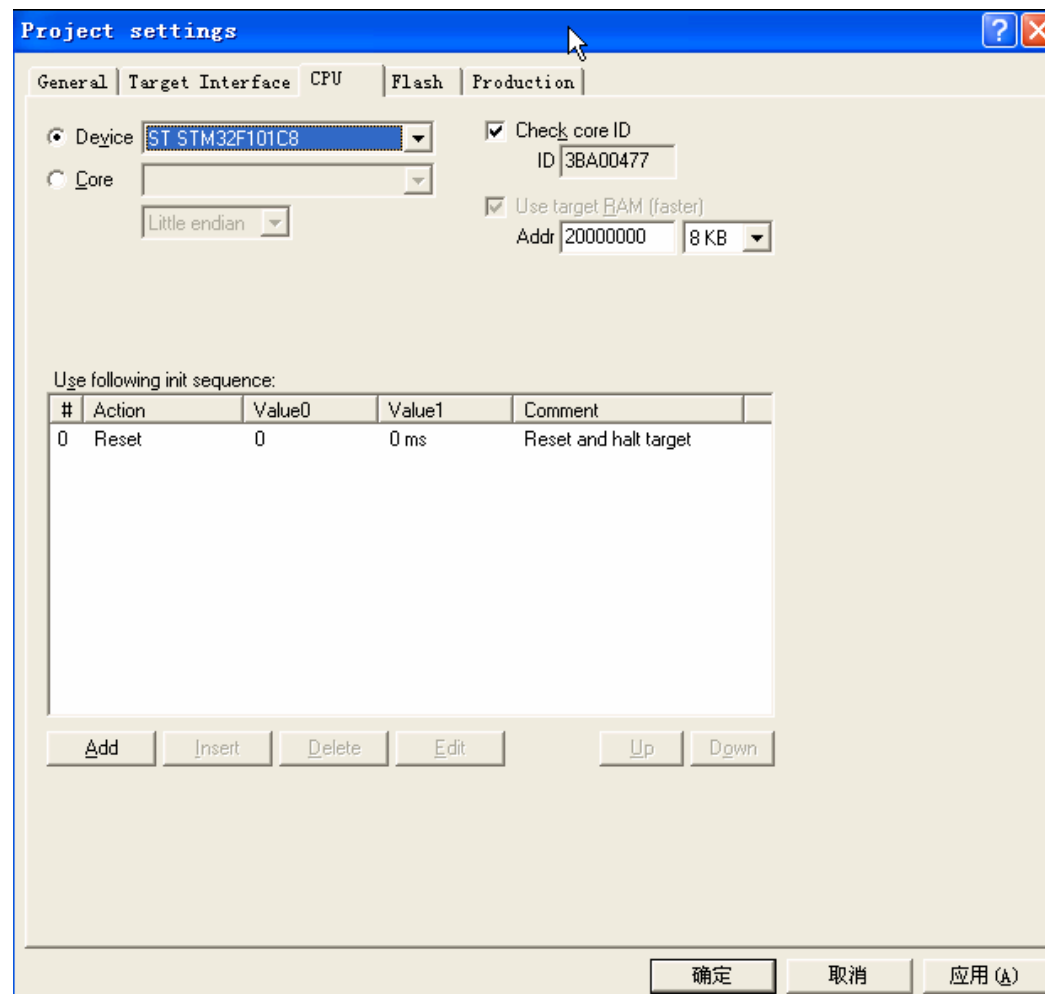 Project settings
General Target Interface CPU Flash Production
Device ST STM32F101C8
Check core ID
ID 3BA00477
Core
Little endian
Use target RAM (faster)
Addr 20000000 8 KB
Use following init sequence:
# Action Value0 Value1 Comment
0 Reset 0 0 ms Reset and halt target
Add Insert Delete Edit Up Down
确定 取消 应用(A)